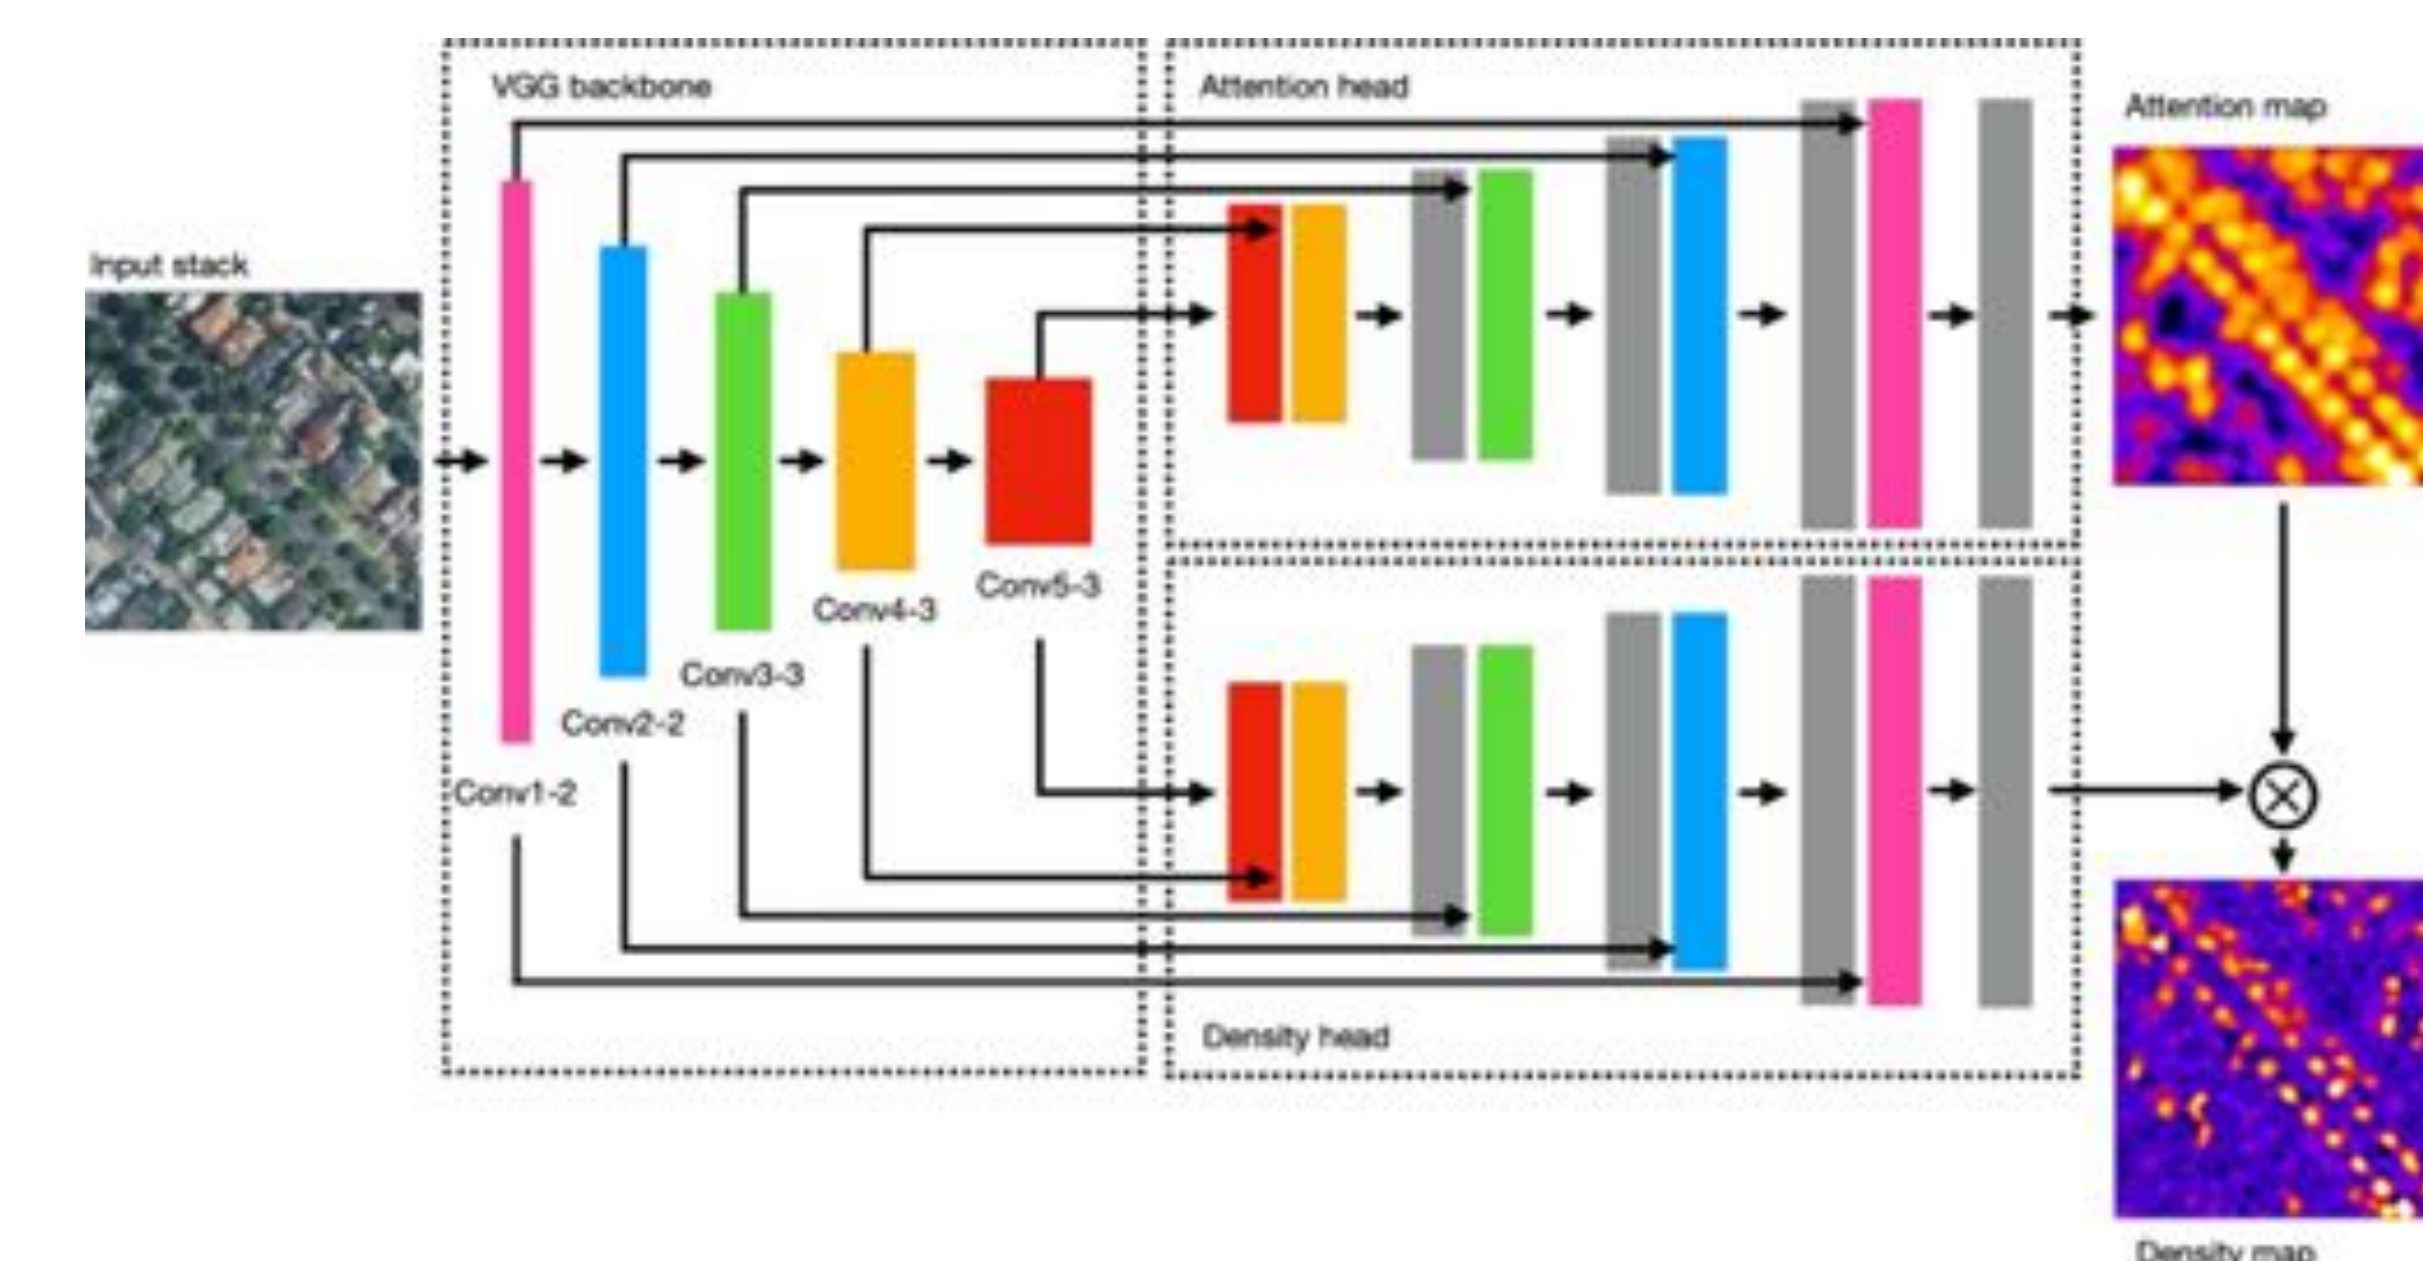 VGG backbone
Attention head
Attention map
Input stack
Conv5-3
Conv4-3
Conv3-3
Conv2-2
Conv1-2
Density head
Density map